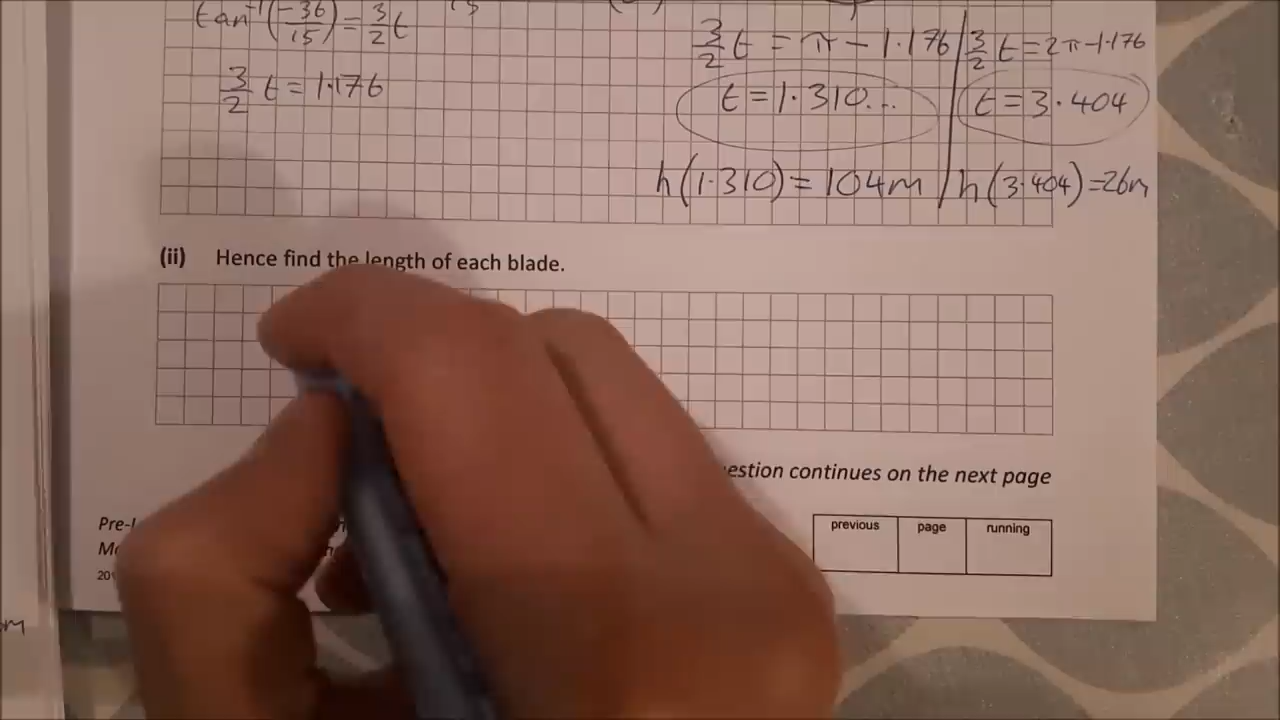 tan⁻¹(-36/15) = 3/2 t
3/2 t = 1.176
3/2 t = π - 1.176
t = 1.310...
h(1.310) = 104m
3/2 t = 2π - 1.176
t = 3.404
h(3.404) = 26m
(ii) Hence find the length of each blade.
estion continues on the next page
Pre-
previous page running